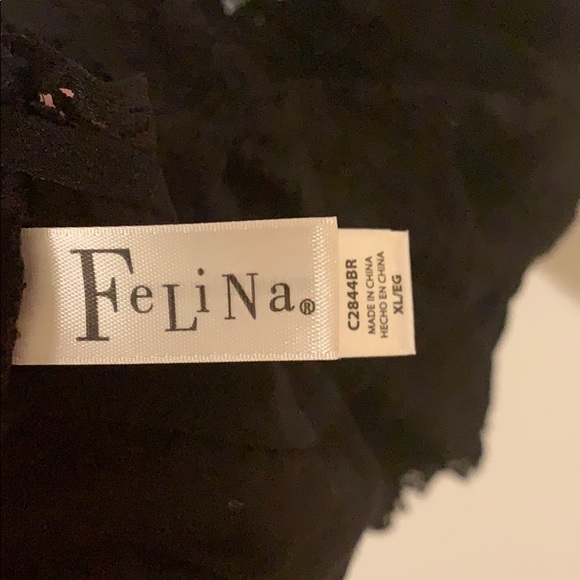 FeLiNa®
C2844BR
MADE IN CHINA
HECHO EN CHINA
XL/EG